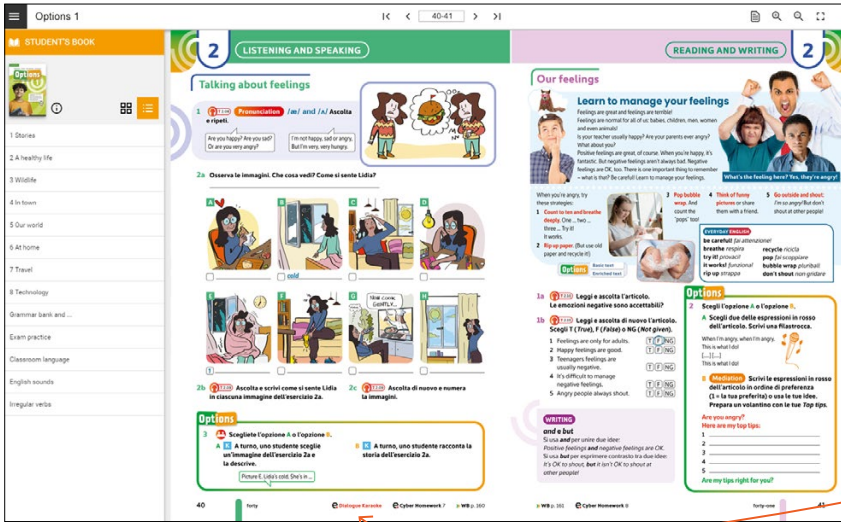 Options 1
40-41
STUDENT'S BOOK
Options
1 Stories
2 A healthy life
3 Wildlife
4 In town
5 Our world
6 At home
7 Travel
8 Technology
Grammar bank and ...
Exam practice
Classroom language
English sounds
Irregular verbs
2
LISTENING AND SPEAKING
Talking about feelings
1 Pronunciation /æ/ and /ʌ/ Ascolta
e ripeti.
Are you happy? Are you sad?
Or are you very angry?
I'm not happy, sad or angry.
But I'm very, very hungry.
2a Osserva le immagini. Che cosa vedi? Come si sente Lidia?
A
B
C
D
cold
E
F
G
H
1
2b Ascolta e scrivi come si sente Lidia
in ciascuna immagine dell'esercizio 2a.
2c Ascolta di nuovo e numera
le immagini.
Options
3 Scegliete l'opzione A o l'opzione B.
A A turno, uno studente sceglie
un'immagine dell'esercizio 2a e
la descrive.
Picture E. Lidia's cold. She's in ...
B A turno, uno studente racconta la
storia dell'esercizio 2a.
40
forty
Dialogue Karaoke
Cyber Homework 7
WB p. 160
READING AND WRITING
2
Our feelings
Learn to manage your feelings
Feelings are great and feelings are terrible!
Feelings are normal for all of us: babies, children, men, women
and even animals!
Is your teacher usually happy? Are your parents ever angry?
What about you?
Positive feelings are great, of course. When you're happy, it's
fantastic. But negative feelings aren't always bad. Negative
feelings are OK, too. There is one important thing to remember
– what is that? Be careful! Learn to manage your feelings.
What's the feeling here? Yes, they're angry!
When you're angry, try
these strategies:
1 Count to ten and breathe
deeply. One ... two ...
three ... Try it!
It works.
2 Rip up paper. (But use old
paper and recycle it!)
3 Pop bubble
wrap. And
count the
'pops' too!
4 Think of funny
pictures or share
them with a friend.
5 Go outside and shout:
I'm so angry! But don't
shout at other people!
Options
Basic text
Enriched text
EVERYDAY ENGLISH
be careful! fai attenzione!
breathe respira
try it! provaci!
it works! funziona!
rip up strappa
recycle ricicla
pop fai scoppiare
bubble wrap pluriball
don't shout non gridare
1a Leggi e ascolta l'articolo.
Le emozioni negative sono accettabili?
1b Leggi e ascolta di nuovo l'articolo.
Scegli T (True), F (False) o NG (Not given).
1 Feelings are only for adults. T F NG
2 Happy feelings are good. T F NG
3 Teenagers feelings are
usually negative. T F NG
4 It's difficult to manage
negative feelings. T F NG
5 Angry people always shout. T F NG
WRITING
and e but
Si usa and per unire due idee:
Positive feelings and negative feelings are OK.
Si usa but per esprimere contrasto tra due idee:
It's OK to shout, but it isn't OK to shout at
other people!
Options
2 Scegli l'opzione A o l'opzione B.
A Scegli due delle espressioni in rosso
dell'articolo. Scrivi una filastrocca.
When I'm angry, when I'm angry,
This is what I do!
[...] [...]
This is what I do!
B Mediation Scrivi le espressioni in rosso
dell'articolo in ordine di preferenza
(1 = la tua preferita) o usa le tue idee.
Prepara un volantino con le tue Top tips.
Are you angry?
Here are my top tips:
1
2
3
4
5
Are my tips right for you?
WB p. 161
Cyber Homework 8
forty-one
41